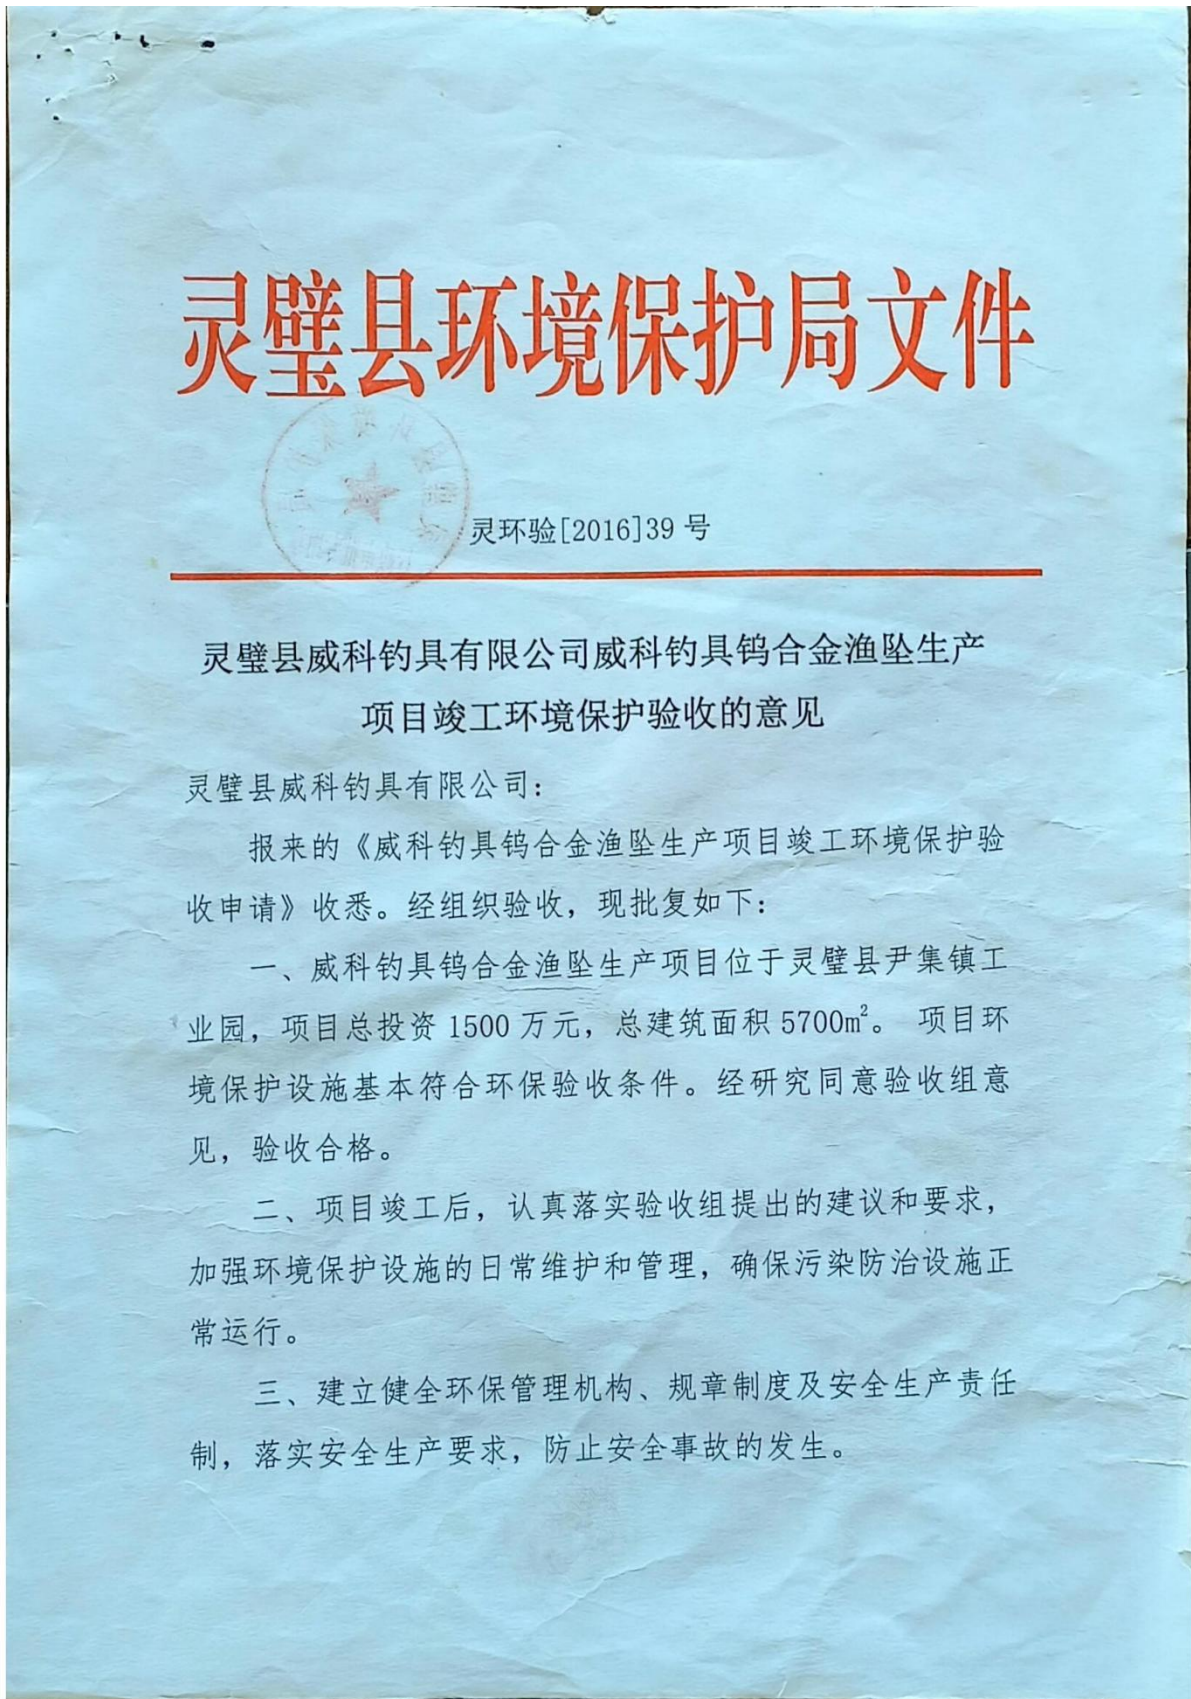 灵璧县环境保护局文件
灵环验[2016]39 号
灵璧县威科钓具有限公司威科钓具钨合金渔坠生产
项目竣工环境保护验收的意见
灵璧县威科钓具有限公司：
报来的《威科钓具钨合金渔坠生产项目竣工环境保护验
收申请》收悉。经组织验收，现批复如下：
一、威科钓具钨合金渔坠生产项目位于灵璧县尹集镇工
业园，项目总投资 1500 万元，总建筑面积 5700m²。 项目环
境保护设施基本符合环保验收条件。经研究同意验收组意
见，验收合格。
二、项目竣工后，认真落实验收组提出的建议和要求，
加强环境保护设施的日常维护和管理，确保污染防治设施正
常运行。
三、建立健全环保管理机构、规章制度及安全生产责任
制，落实安全生产要求，防止安全事故的发生。